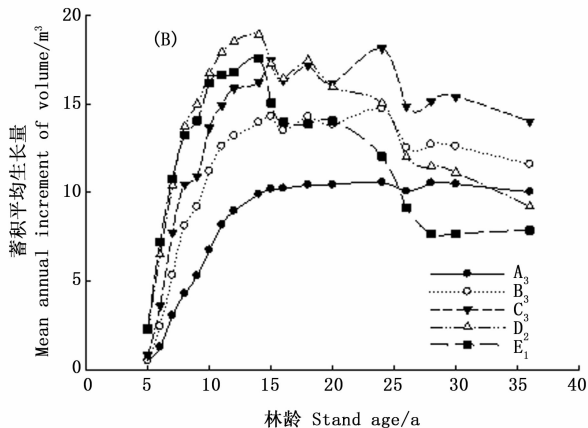 (B)
蓄积平均生长量
Mean annual increment of volume/m³
20
15
10
5
0
A₃
B₃
C₃
D₂
E₁
0 5 10 15 20 25 30 35 40
林龄 Stand age/a